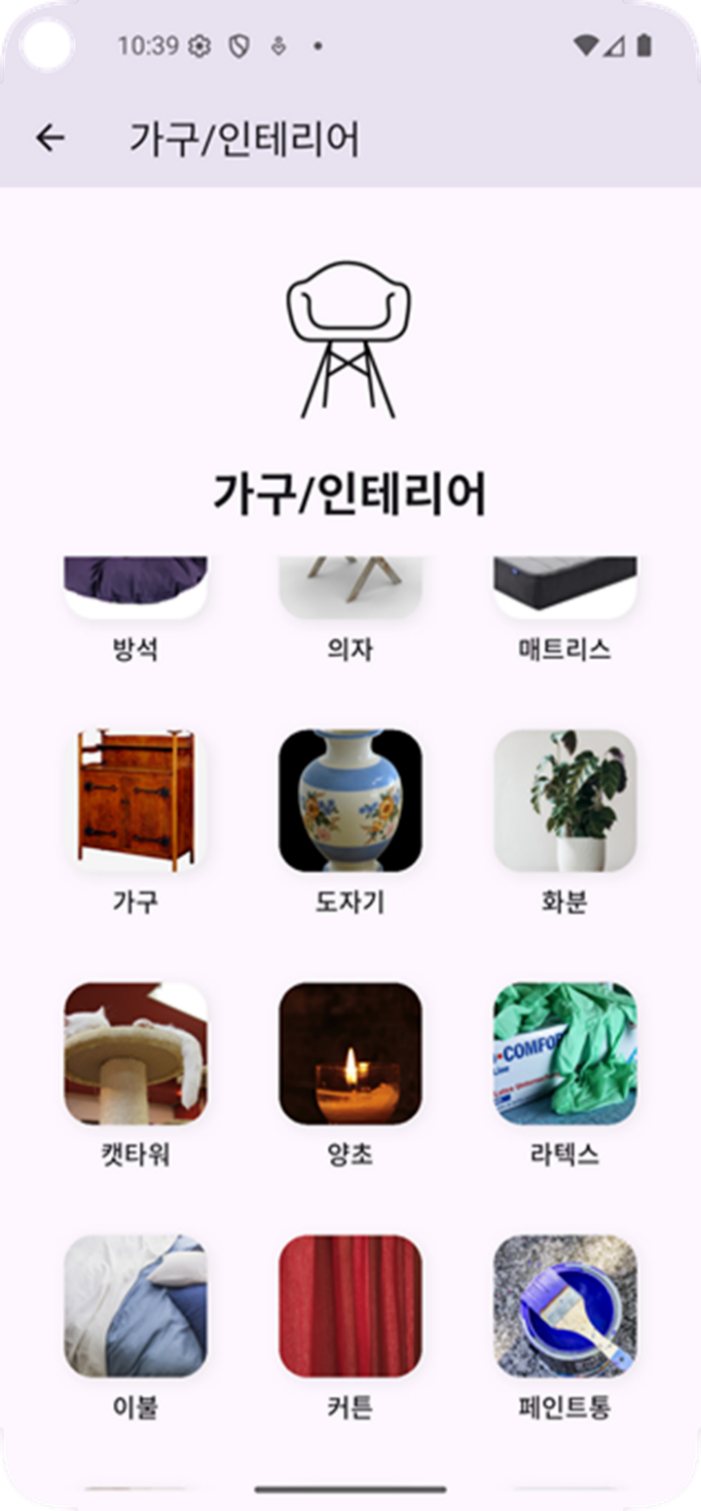 10:39
가구/인테리어
가구/인테리어
방석 의자 매트리스
가구 도자기 화분
COMFO
캣타워 양초 라텍스
이불 커튼 페인트통